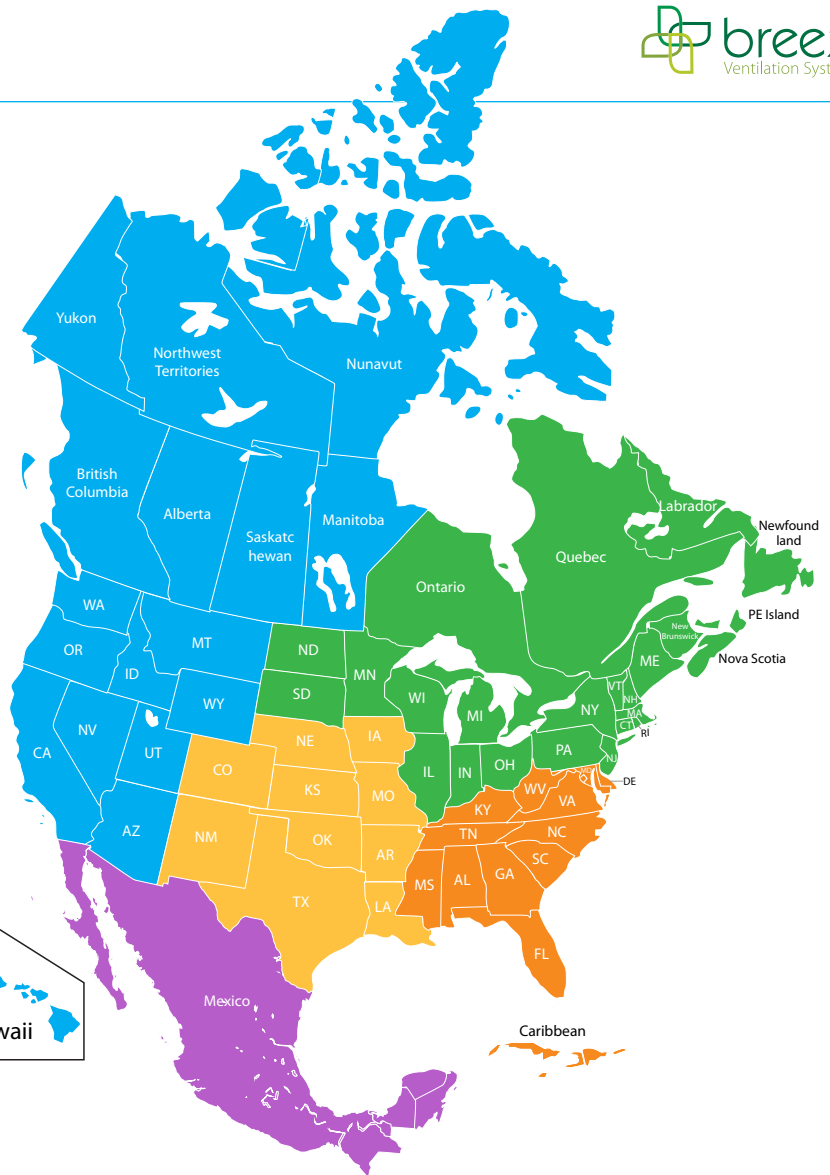 bree
Ventilation Syst
Yukon
Northwest
Territories
Nunavut
British
Columbia
Alberta
Saskatc
hewan
Manitoba
Ontario
Quebec
Labrador
Newfound
land
PE Island
New
Brunswick
Nova Scotia
WA
OR
ID
MT
WY
CA
NV
UT
AZ
ND
SD
MN
WI
MI
IL
IN
OH
PA
NY
VT
NH
ME
MA
CT
RI
NJ
DE
MD
CO
NE
IA
KS
MO
NM
OK
AR
TX
LA
KY
WV
VA
TN
NC
SC
MS
AL
GA
FL
Mexico
waii
Caribbean